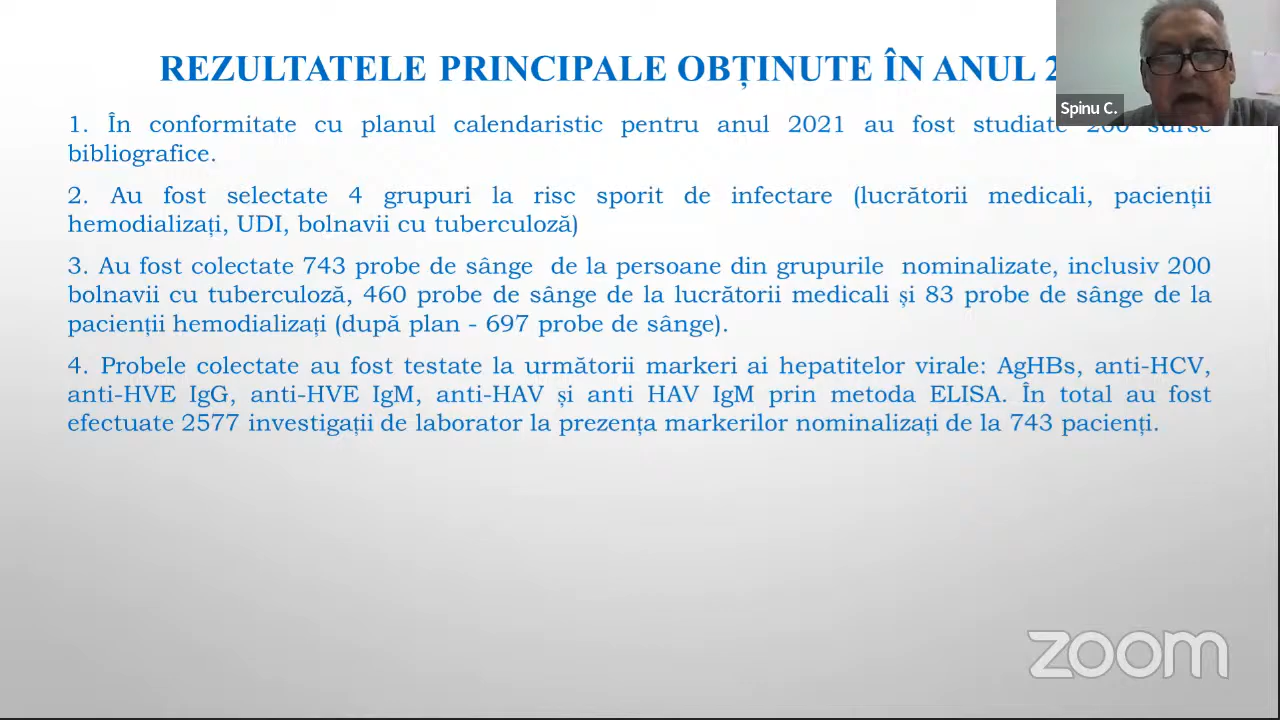 REZULTATELE PRINCIPALE OBȚINUTE ÎN ANUL 2
Spinu C.
1. În conformitate cu planul calendaristic pentru anul 2021 au fost studiate 200 surse
bibliografice.
2. Au fost selectate 4 grupuri la risc sporit de infectare (lucrătorii medicali, pacienții
hemodializați, UDI, bolnavii cu tuberculoză)
3. Au fost colectate 743 probe de sânge de la persoane din grupurile nominalizate, inclusiv 200
bolnavii cu tuberculoză, 460 probe de sânge de la lucrătorii medicali și 83 probe de sânge de la
pacienții hemodializați (după plan - 697 probe de sânge).
4. Probele colectate au fost testate la următorii markeri ai hepatitelor virale: AgHBs, anti-HCV,
anti-HVE IgG, anti-HVE IgM, anti-HAV și anti HAV IgM prin metoda ELISA. În total au fost
efectuate 2577 investigații de laborator la prezența markerilor nominalizați de la 743 pacienți.
zoom